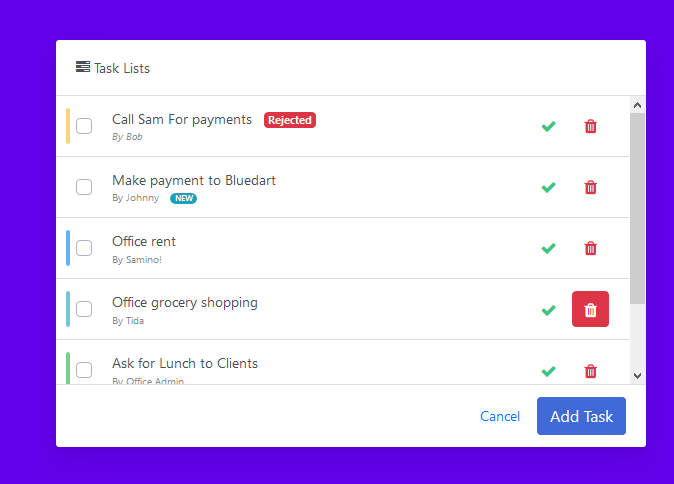 Task Lists
Call Sam For payments Rejected
By Bob
Make payment to Bluedart
By Johnny NEW
Office rent
By Samino!
Office grocery shopping
By Tida
Ask for Lunch to Clients
By Office Admin
Cancel Add Task